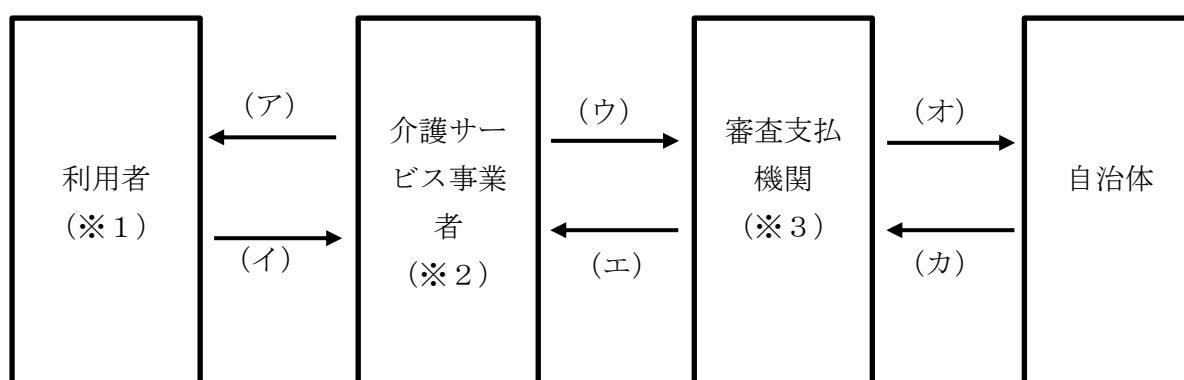 利用者
(※１)
(ア)
(イ)
介護サー
ビス事業
者
(※２)
(ウ)
(エ)
審査支払
機関
(※３)
(オ)
(カ)
自治体